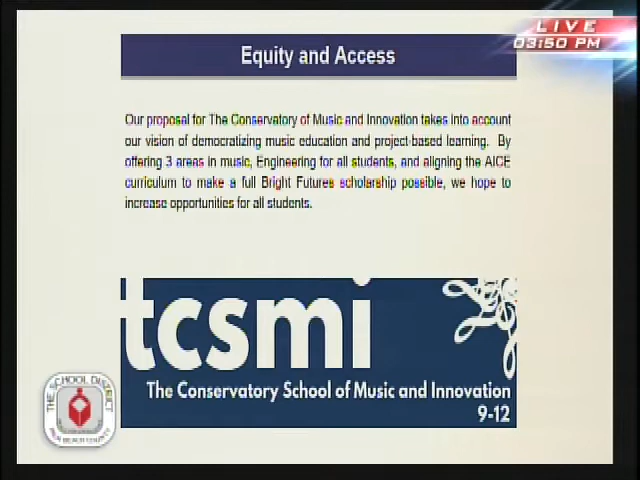 LIVE
03:50 PM
Equity and Access
Our proposal for The Conservatory of Music and Innovation takes into account
our vision of democratizing music education and project-based learning. By
offering 3 areas in music, Engineering for all students, and aligning the AICE
curriculum to make a full Bright Futures scholarship possible, we hope to
increase opportunities for all students.
tcsmi
The Conservatory School of Music and Innovation
9-12
THE SCHOOL DISTRICT
PALM BEACH COUNTY